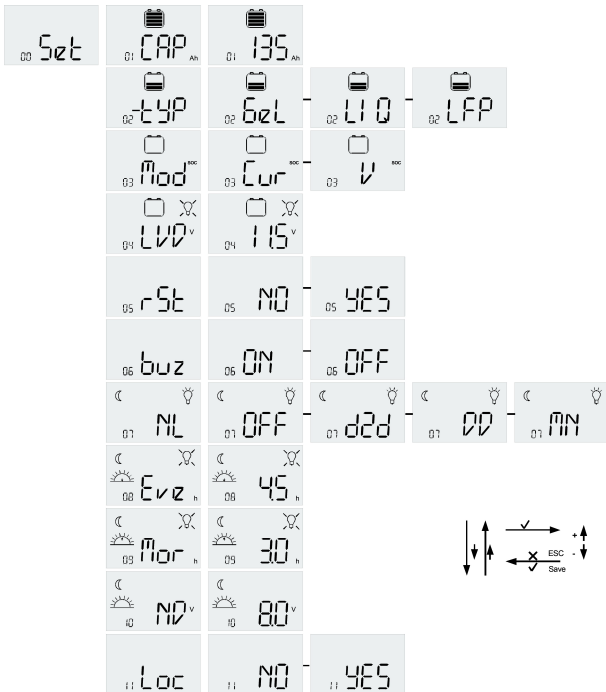 00 Set 01 CAP Ah 01 135 Ah
02 -tYP 02 GeL - 02 LIQ - 02 LFP
03 Mod SOC 03 Cur SOC - 03 V SOC
04 LVD V 04 11.5 V
05 rSt 05 NO - 05 YES
06 buz 06 ON - 06 OFF
07 NL 07 OFF - 07 d2d - 07 DD - 07 MN
08 Eve h 08 4.5 h
09 Mor h 09 3.0 h
+
ESC -
Save
10 ND V 10 8.0 V
11 Loc 11 NO - 11 YES